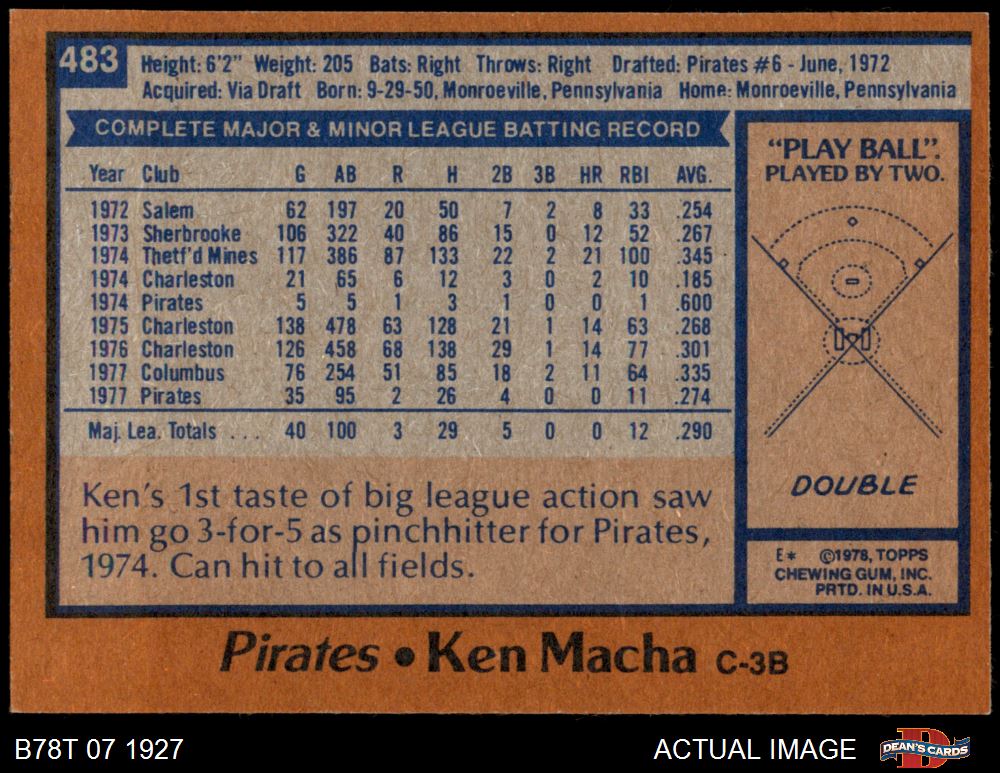 483
Height: 6'2" Weight: 205 Bats: Right Throws: Right Drafted: Pirates #6 - June, 1972
Acquired: Via Draft Born: 9-29-50, Monroeville, Pennsylvania Home: Monroeville, Pennsylvania
COMPLETE MAJOR & MINOR LEAGUE BATTING RECORD
Year Club G AB R H 2B 3B HR RBI AVG.
1972 Salem 62 197 20 50 7 2 8 33 .254
1973 Sherbrooke 106 322 40 86 15 0 12 52 .267
1974 Thetf'd Mines 117 386 87 133 22 2 21 100 .345
1974 Charleston 21 65 6 12 3 0 2 10 .185
1974 Pirates 5 5 1 3 1 0 0 1 .600
1975 Charleston 138 478 63 128 21 1 14 63 .268
1976 Charleston 126 458 68 138 29 1 14 77 .301
1977 Columbus 76 254 51 85 18 2 11 64 .335
1977 Pirates 35 95 2 26 4 0 0 11 .274
Maj. Lea. Totals . . . 40 100 3 29 5 0 0 12 .290
Ken's 1st taste of big league action saw
him go 3-for-5 as pinchhitter for Pirates,
1974. Can hit to all fields.
"PLAY BALL".
PLAYED BY TWO.
DOUBLE
E* ©1978, TOPPS
CHEWING GUM, INC.
PRTD. IN U.S.A.
Pirates • Ken Macha C-3B
B78T 07 1927
ACTUAL IMAGE
DEAN'S CARDS